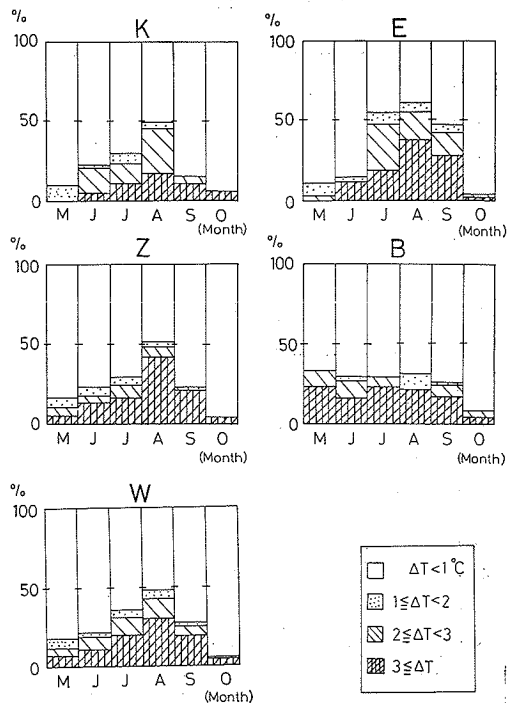 K
%
100
50
0
M J J A S O
(Month)
E
100
50
0
M J J A S O
(Month)
Z
100
50
0
M J J A S O
(Month)
B
100
50
0
M J J A S O
(Month)
W
%
100
50
0
M J J A S O
(Month)
ΔT<1℃
1≦ΔT<2
2≦ΔT<3
3≦ΔT